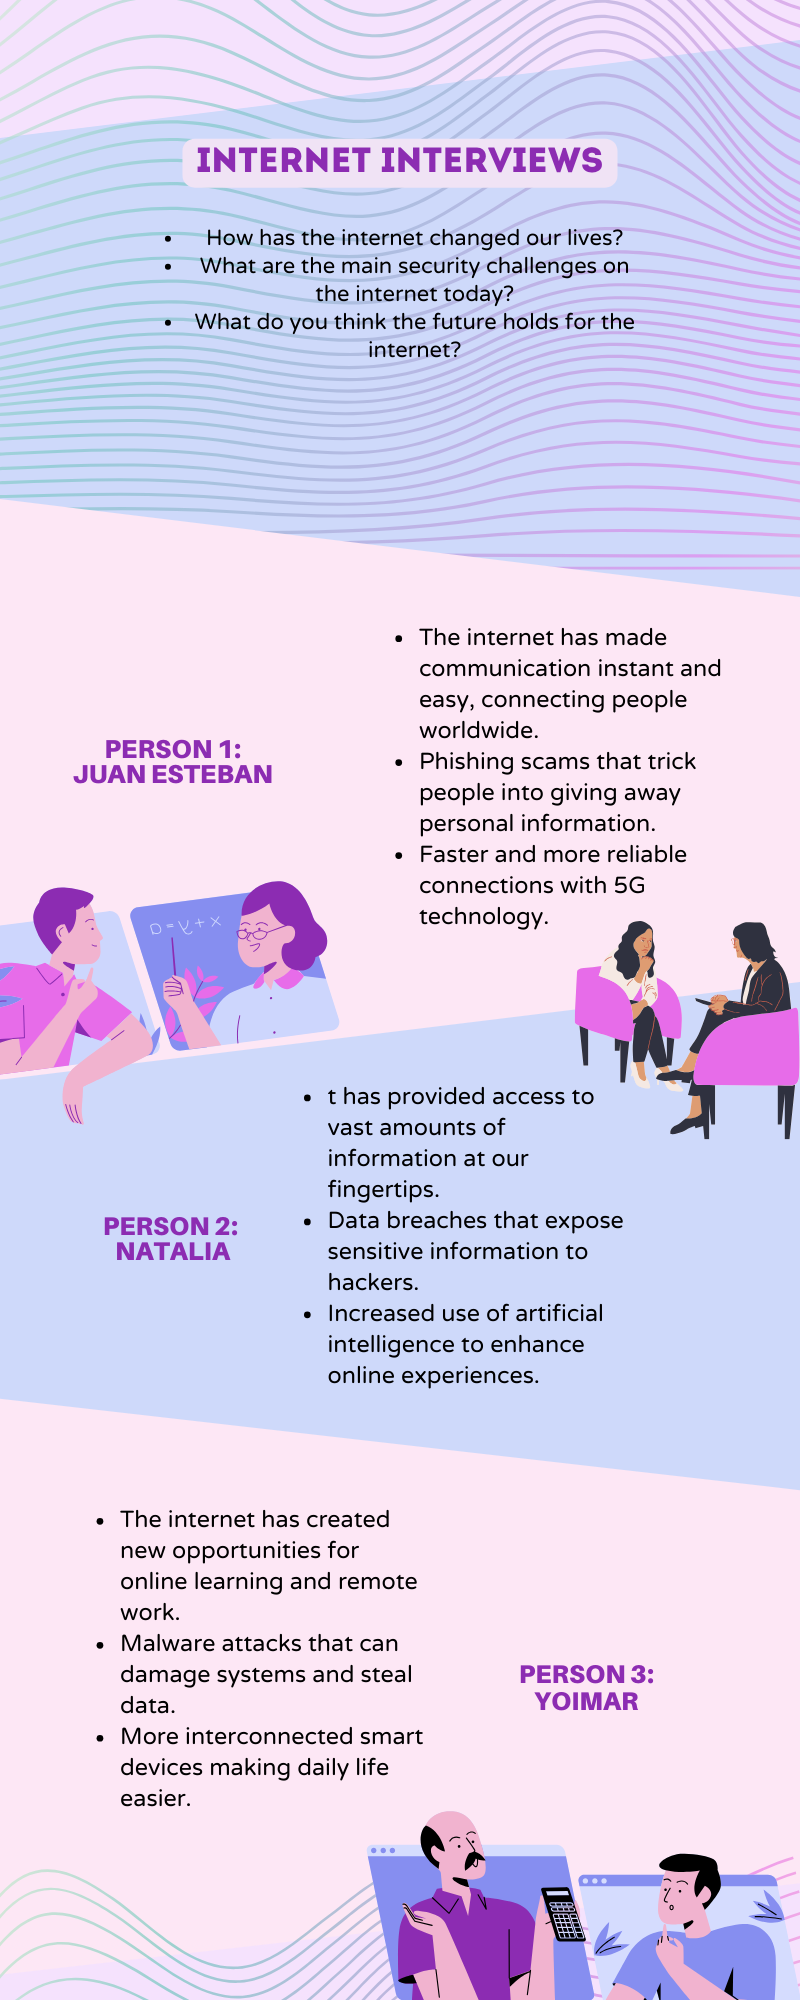 INTERNET INTERVIEWS
• How has the internet changed our lives?
• What are the main security challenges on
the internet today?
• What do you think the future holds for the
internet?
PERSON 1:
JUAN ESTEBAN
• The internet has made
communication instant and
easy, connecting people
worldwide.
• Phishing scams that trick
people into giving away
personal information.
• Faster and more reliable
connections with 5G
technology.
• t has provided access to
vast amounts of
information at our
fingertips.
• Data breaches that expose
sensitive information to
hackers.
• Increased use of artificial
intelligence to enhance
online experiences.
PERSON 2:
NATALIA
• The internet has created
new opportunities for
online learning and remote
work.
• Malware attacks that can
damage systems and steal
data.
• More interconnected smart
devices making daily life
easier.
PERSON 3:
YOIMAR